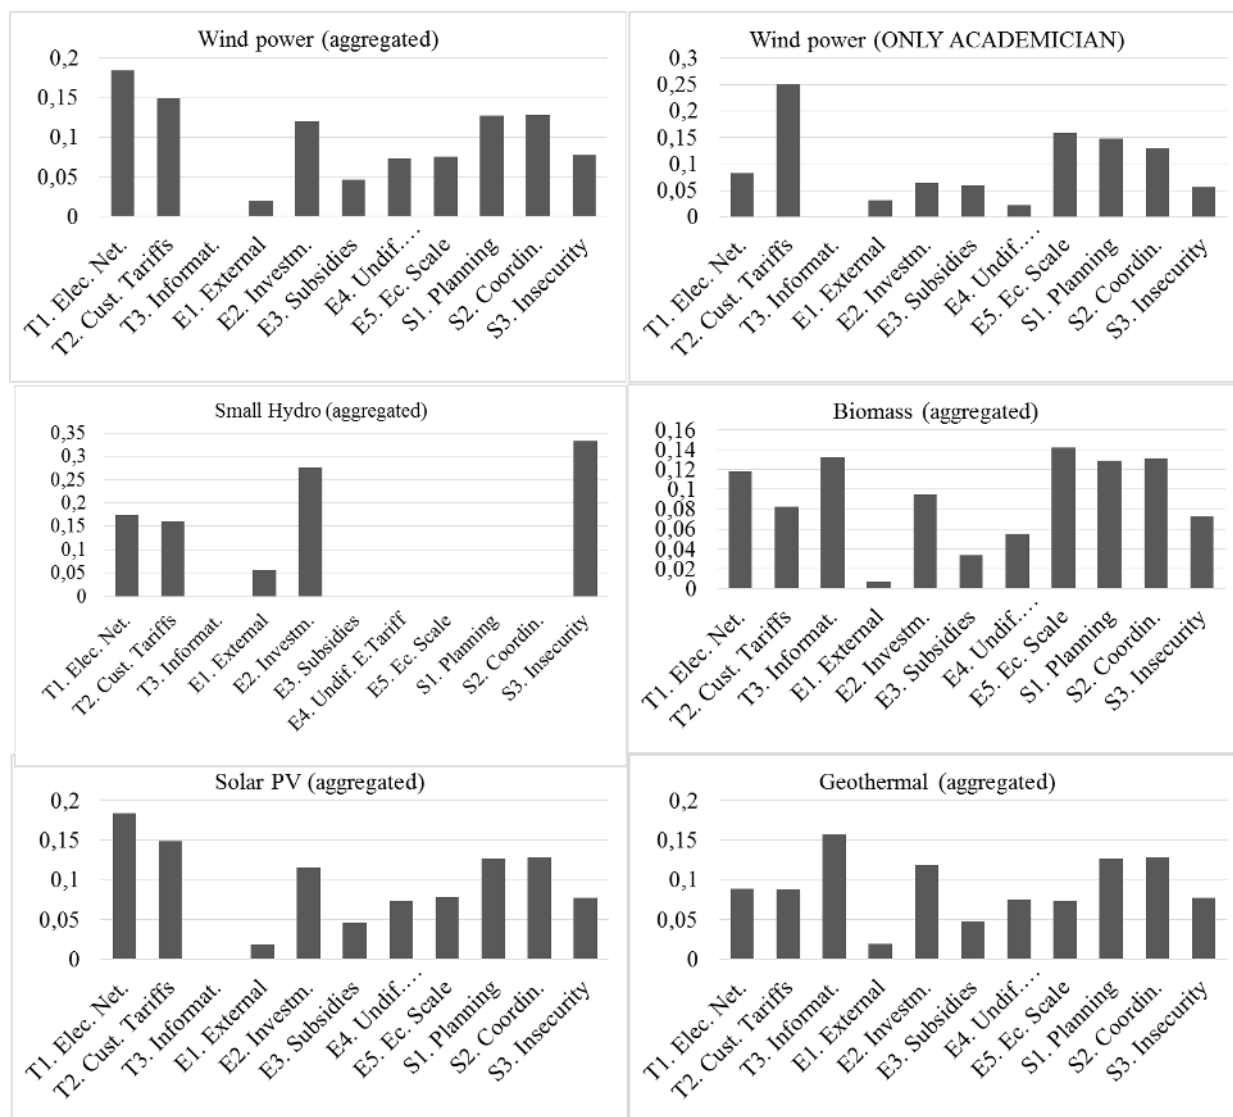 Wind power (aggregated)
0,2
0,15
0,1
0,05
0
T1. Elec. Net.
T2. Cust. Tariffs
T3. Informat.
E1. External
E2. Investm.
E3. Subsidies
E4. Undif.…
E5. Ec. Scale
S1. Planning
S2. Coordin.
S3. Insecurity
Wind power (ONLY ACADEMICIAN)
0,3
0,25
0,2
0,15
0,1
0,05
0
T1. Elec. Net.
T2. Cust. Tariffs
T3. Informat.
E1. External
E2. Investm.
E3. Subsidies
E4. Undif.…
E5. Ec. Scale
S1. Planning
S2. Coordin.
S3. Insecurity
Small Hydro (aggregated)
0,35
0,3
0,25
0,2
0,15
0,1
0,05
0
T1. Elec. Net.
T2. Cust. Tariffs
T3. Informat.
E1. External
E2. Investm.
E3. Subsidies
E4. Undif. E.Tariff
E5. Ec. Scale
S1. Planning
S2. Coordin.
S3. Insecurity
Biomass (aggregated)
0,16
0,14
0,12
0,1
0,08
0,06
0,04
0,02
0
T1. Elec. Net.
T2. Cust. Tariffs
T3. Informat.
E1. External
E2. Investm.
E3. Subsidies
E4. Undif.…
E5. Ec. Scale
S1. Planning
S2. Coordin.
S3. Insecurity
Solar PV (aggregated)
0,2
0,15
0,1
0,05
0
T1. Elec. Net.
T2. Cust. Tariffs
T3. Informat.
E1. External
E2. Investm.
E3. Subsidies
E4. Undif.…
E5. Ec. Scale
S1. Planning
S2. Coordin.
S3. Insecurity
Geothermal (aggregated)
0,2
0,15
0,1
0,05
0
T1. Elec. Net.
T2. Cust. Tariffs
T3. Informat.
E1. External
E2. Investm.
E3. Subsidies
E4. Undif.…
E5. Ec. Scale
S1. Planning
S2. Coordin.
S3. Insecurity